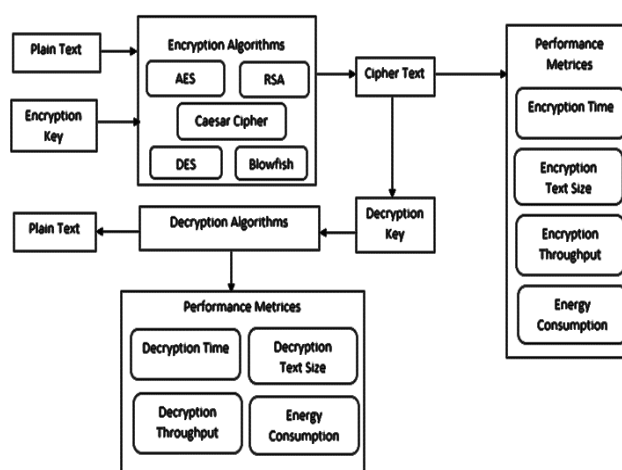 Plain Text
Encryption
Key
Encryption Algorithms
AES
RSA
Caesar Cipher
DES
Blowfish
Cipher Text
Performance
Metrices
Encryption Time
Encryption
Text Size
Encryption
Throughput
Energy
Consumption
Decryption
Key
Decryption Algorithms
Plain Text
Performance Metrices
Decryption Time
Decryption
Text Size
Decryption
Throughput
Energy
Consumption